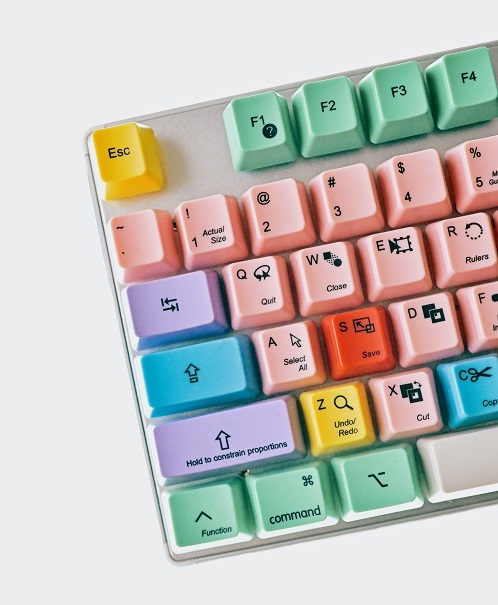 Esc
F1
?
F2
F3
F4
~
`
!
1 Actual
Size
@
2
#
3
$
4
%
5
Q
Quit
W
Close
E
R
Rulers
A
Select
All
S
Save
D
F
Hold to constrain proportions
Z
Undo/
Redo
X
Cut
C
^
Function
⌘
command
⌥